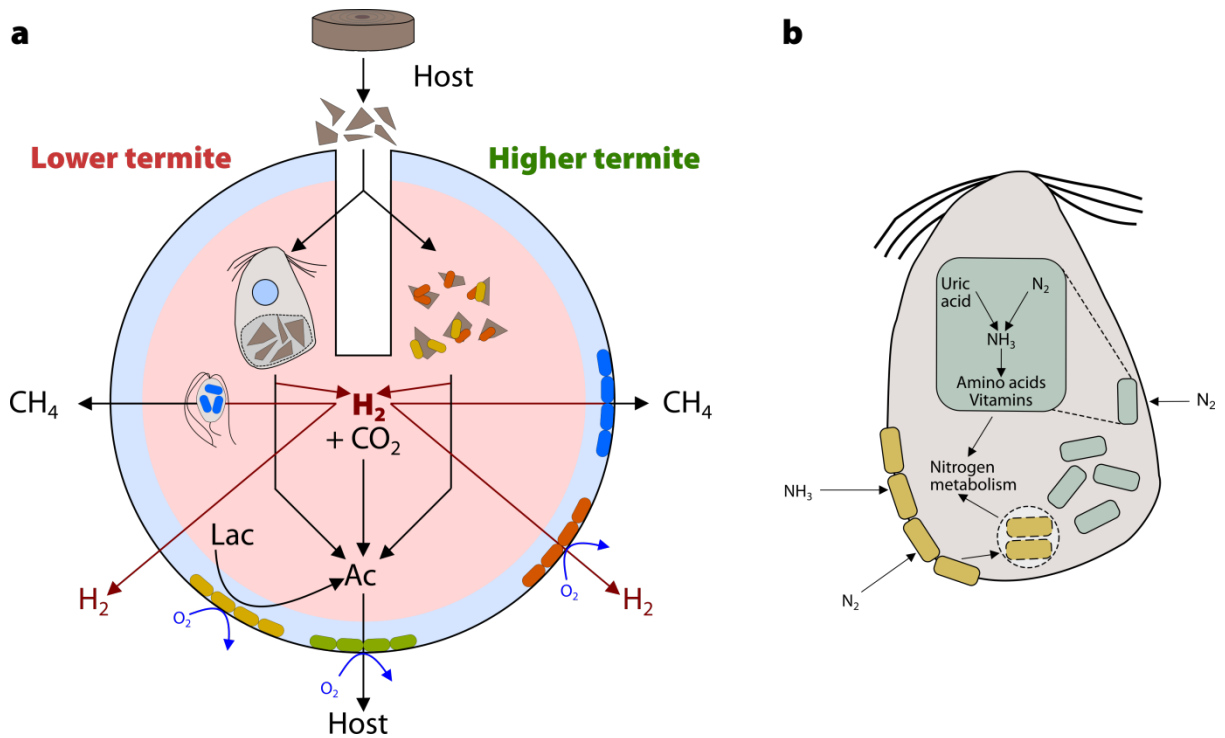 a
b
Host
Lower termite
Higher termite
CH₄
H₂
+ CO₂
CH₄
Lac
Ac
H₂
H₂
O₂
O₂
O₂
Host
Uric
acid
N₂
NH₃
Amino acids
Vitamins
N₂
Nitrogen
metabolism
NH₃
N₂